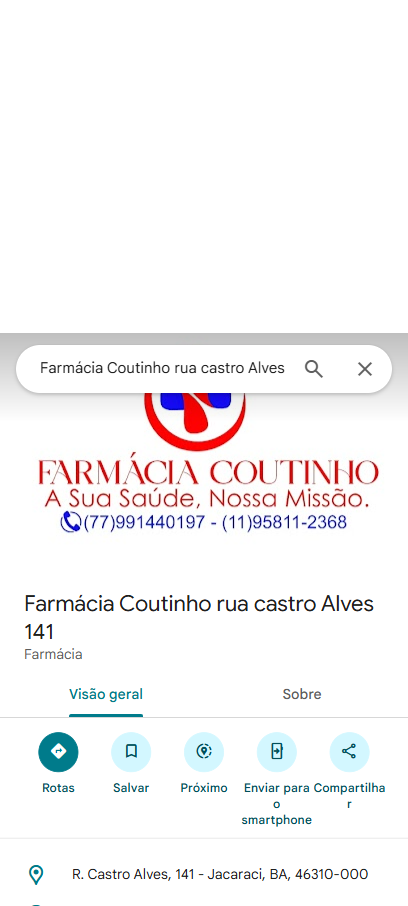 Farmácia Coutinho rua castro Alves
FARMÁCIA COUTINHO
A Sua Saúde, Nossa Missão.
(77)991440197 - (11)95811-2368
Farmácia Coutinho rua castro Alves
141
Farmácia
Visão geral
Sobre
Rotas
Salvar
Próximo
Enviar para
o
smartphone
Compartilha
r
R. Castro Alves, 141 - Jacaraci, BA, 46310-000